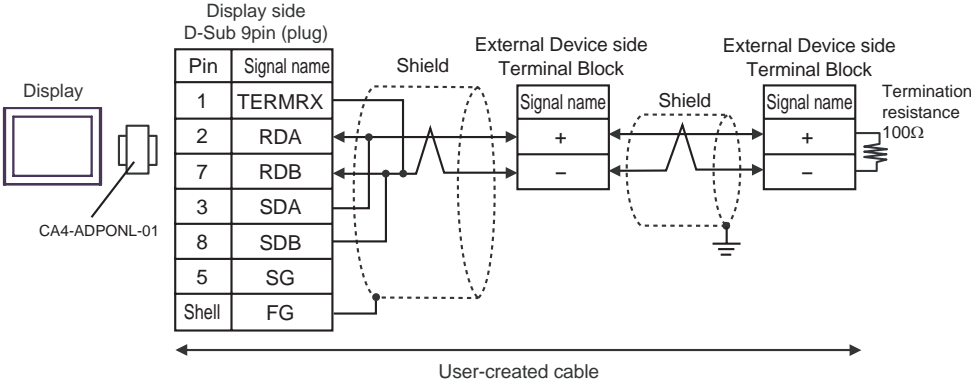 Display side
D-Sub 9pin (plug)
Pin Signal name
1 TERMRX
2 RDA
7 RDB
3 SDA
8 SDB
5 SG
Shell FG
Display
CA4-ADPONL-01
Shield
External Device side
Terminal Block
Signal name
+
−
Shield
External Device side
Terminal Block
Signal name
+
−
Termination
resistance
100Ω
User-created cable